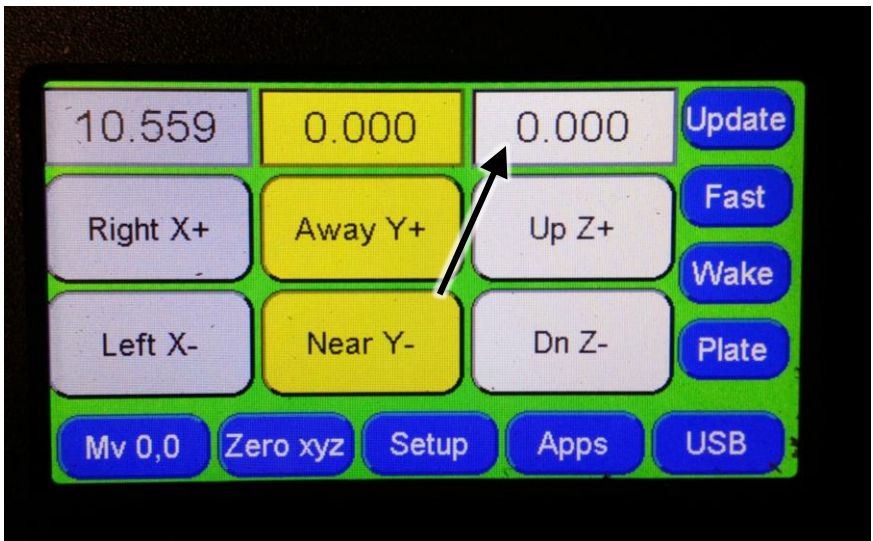 10.559 0.000 0.000 Update
Fast
Right X+ Away Y+ Up Z+
Wake
Left X- Near Y- Dn Z- Plate
Mv 0,0 Zero xyz Setup Apps USB